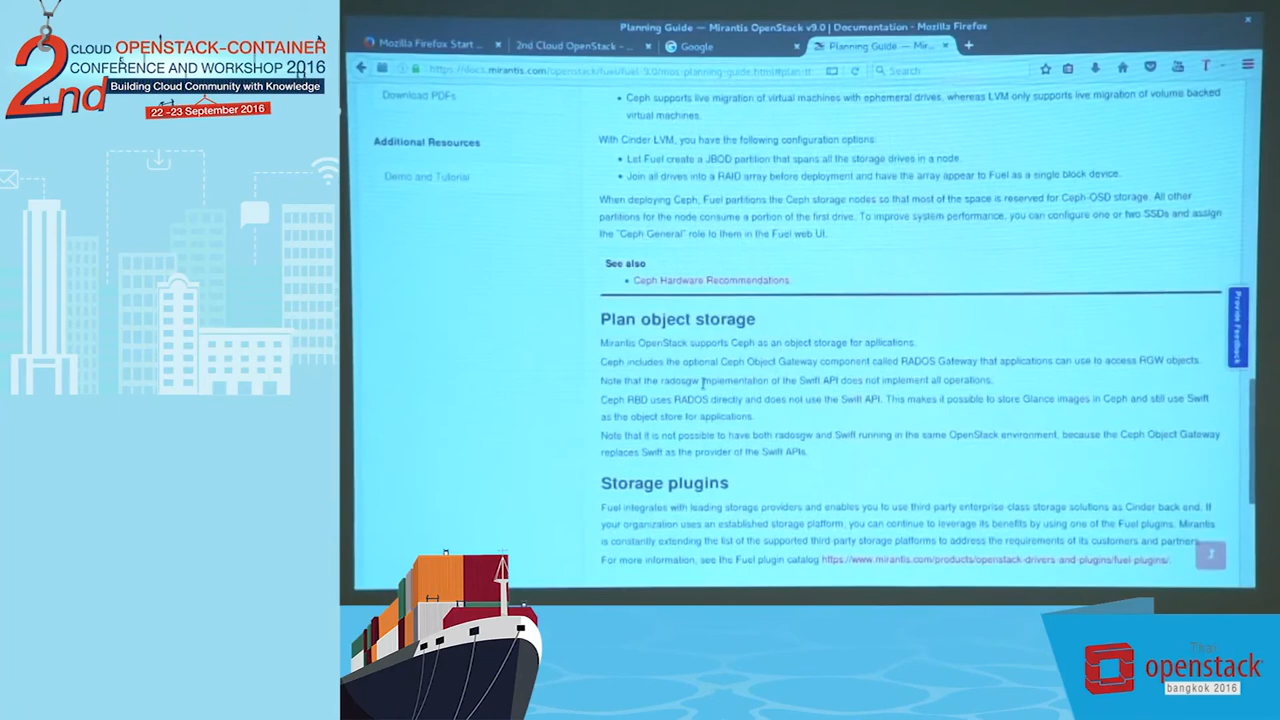 2nd
CLOUD OPENSTACK-CONTAINER
CONFERENCE AND WORKSHOP 2016
Building Cloud Community with Knowledge
22 -23 September 2016
Planning Guide — Mirantis OpenStack v9.0 | Documentation - Mozilla Firefox
Mozilla Firefox Start ...
2nd Cloud OpenStack - ...
Google
Planning Guide — Mir...
https://docs.mirantis.com/openstack/fuel/fuel-9.0/mos-planning-guide.html#plan-st
Search
Download PDFs
Additional Resources
Demo and Tutorial
Ceph supports live migration of virtual machines with ephemeral drives, whereas LVM only supports live migration of volume backed
virtual machines.
With Cinder LVM, you have the following configuration options:
Let Fuel create a JBOD partition that spans all the storage drives in a node.
Join all drives into a RAID array before deployment and have the array appear to Fuel as a single block device.
When deploying Ceph, Fuel partitions the Ceph storage nodes so that most of the space is reserved for Ceph-OSD storage. All other
partitions for the node consume a portion of the first drive. To improve system performance, you can configure one or two SSDs and assign
the "Ceph General" role to them in the Fuel web UI.
See also
Ceph Hardware Recommendations
Plan object storage
Mirantis OpenStack supports Ceph as an object storage for apllications.
Ceph includes the optional Ceph Object Gateway component called RADOS Gateway that applications can use to access RGW objects.
Note that the radosgw implementation of the Swift API does not implement all operations.
Ceph RBD uses RADOS directly and does not use the Swift API. This makes it possible to store Glance images in Ceph and still use Swift
as the object store for applications.
Note that it is not possible to have both radosgw and Swift running in the same OpenStack environment, because the Ceph Object Gateway
replaces Swift as the provider of the Swift APIs.
Storage plugins
Fuel integrates with leading storage providers and enables you to use third party enterprise-class storage solutions as Cinder back end. If
your organization uses an established storage platform, you can continue to leverage its benefits by using one of the Fuel plugins. Mirantis
is constantly extending the list of the supported third-party storage platforms to address the requirements of its customers and partners.
For more information, see the Fuel plugin catalog https://www.mirantis.com/products/openstack-drivers-and-plugins/fuel-plugins/.
Provide Feedback
Thai
openstack
bangkok 2016